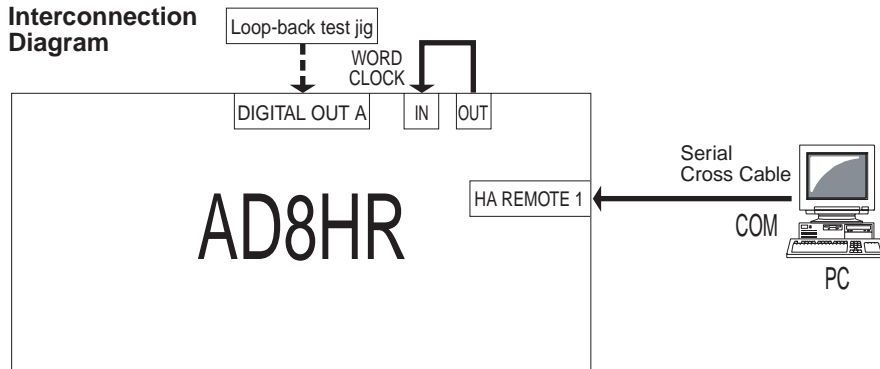 Interconnection
Diagram
Loop-back test jig
WORD
CLOCK
DIGITAL OUT A
IN
OUT
AD8HR
HA REMOTE 1
Serial
Cross Cable
COM
PC